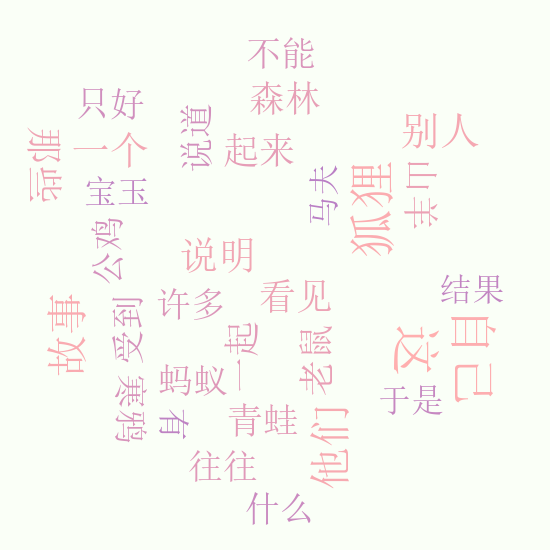 不能
森林
只好
说道
别人
那些
一个
起来
宝玉
马夫
狐狸
山羊
公鸡
说明
许多
看见
结果
故事
受到
一起
老鼠
这
自己
蚂蚁
于是
鹈鹕
身
青蛙
他们
往往
什么